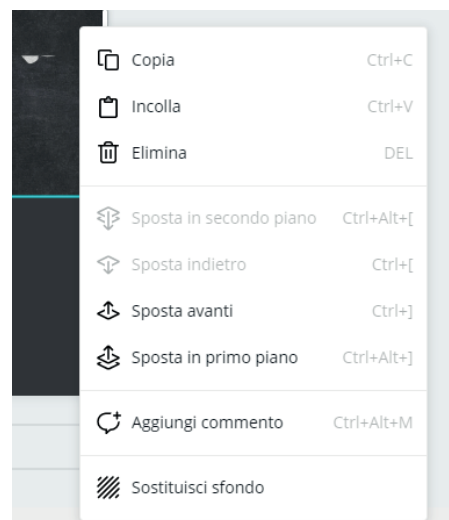 Copia Ctrl+C
Incolla Ctrl+V
Elimina DEL
Sposta in secondo piano Ctrl+Alt+[
Sposta indietro Ctrl+[
Sposta avanti Ctrl+]
Sposta in primo piano Ctrl+Alt+]
Aggiungi commento Ctrl+Alt+M
Sostituisci sfondo